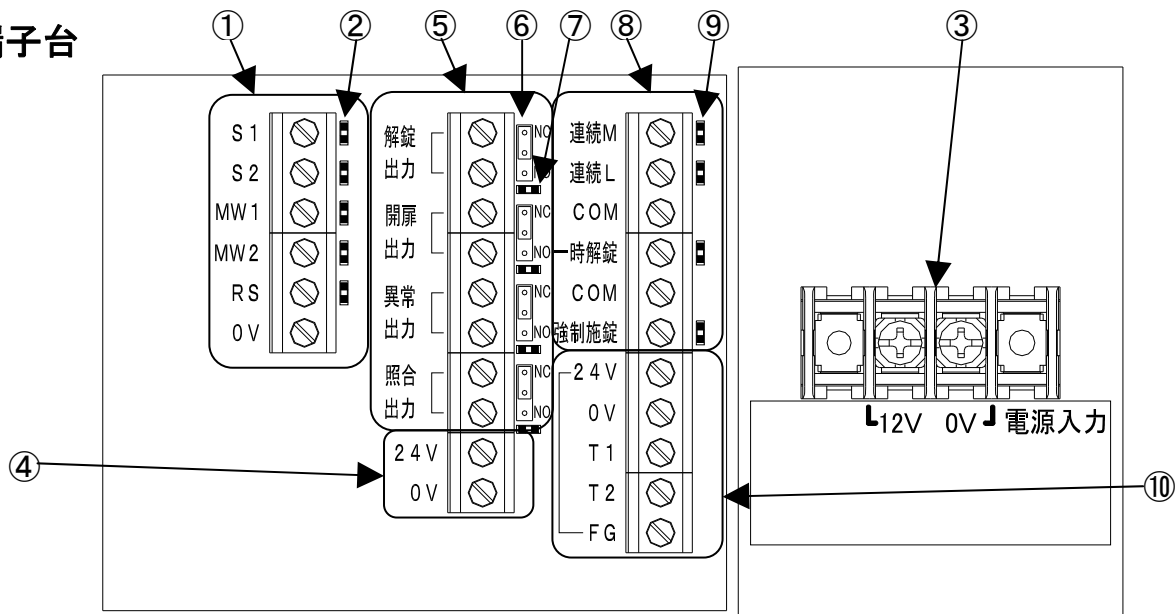 子台
① ② ⑤ ⑥ ⑦ ⑧ ⑨ ③
S1
S2
MW1
MW2
RS
0V
解錠
出力
NC
NO
開扉
出力
NC
NO
異常
出力
NC
NO
照合
出力
NC
NO
④
24V
0V
連続M
連続L
COM
時解錠
COM
強制施錠
24V
0V
T1
T2
FG
⑩
12V 0V 電源入力